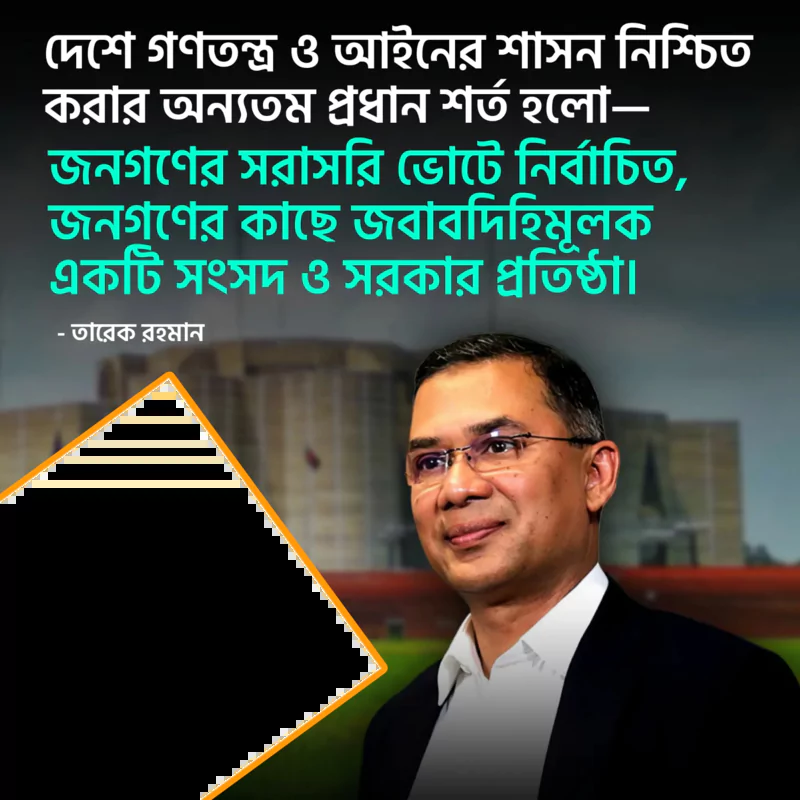 দেশে গণতন্ত্র ও আইনের শাসন নিশ্চিত
করার অন্যতম প্রধান শর্ত হলো—
জনগণের সরাসরি ভোটে নির্বাচিত,
জনগণের কাছে জবাবদিহিমূলক
একটি সংসদ ও সরকার প্রতিষ্ঠা।
- তারেক রহমান